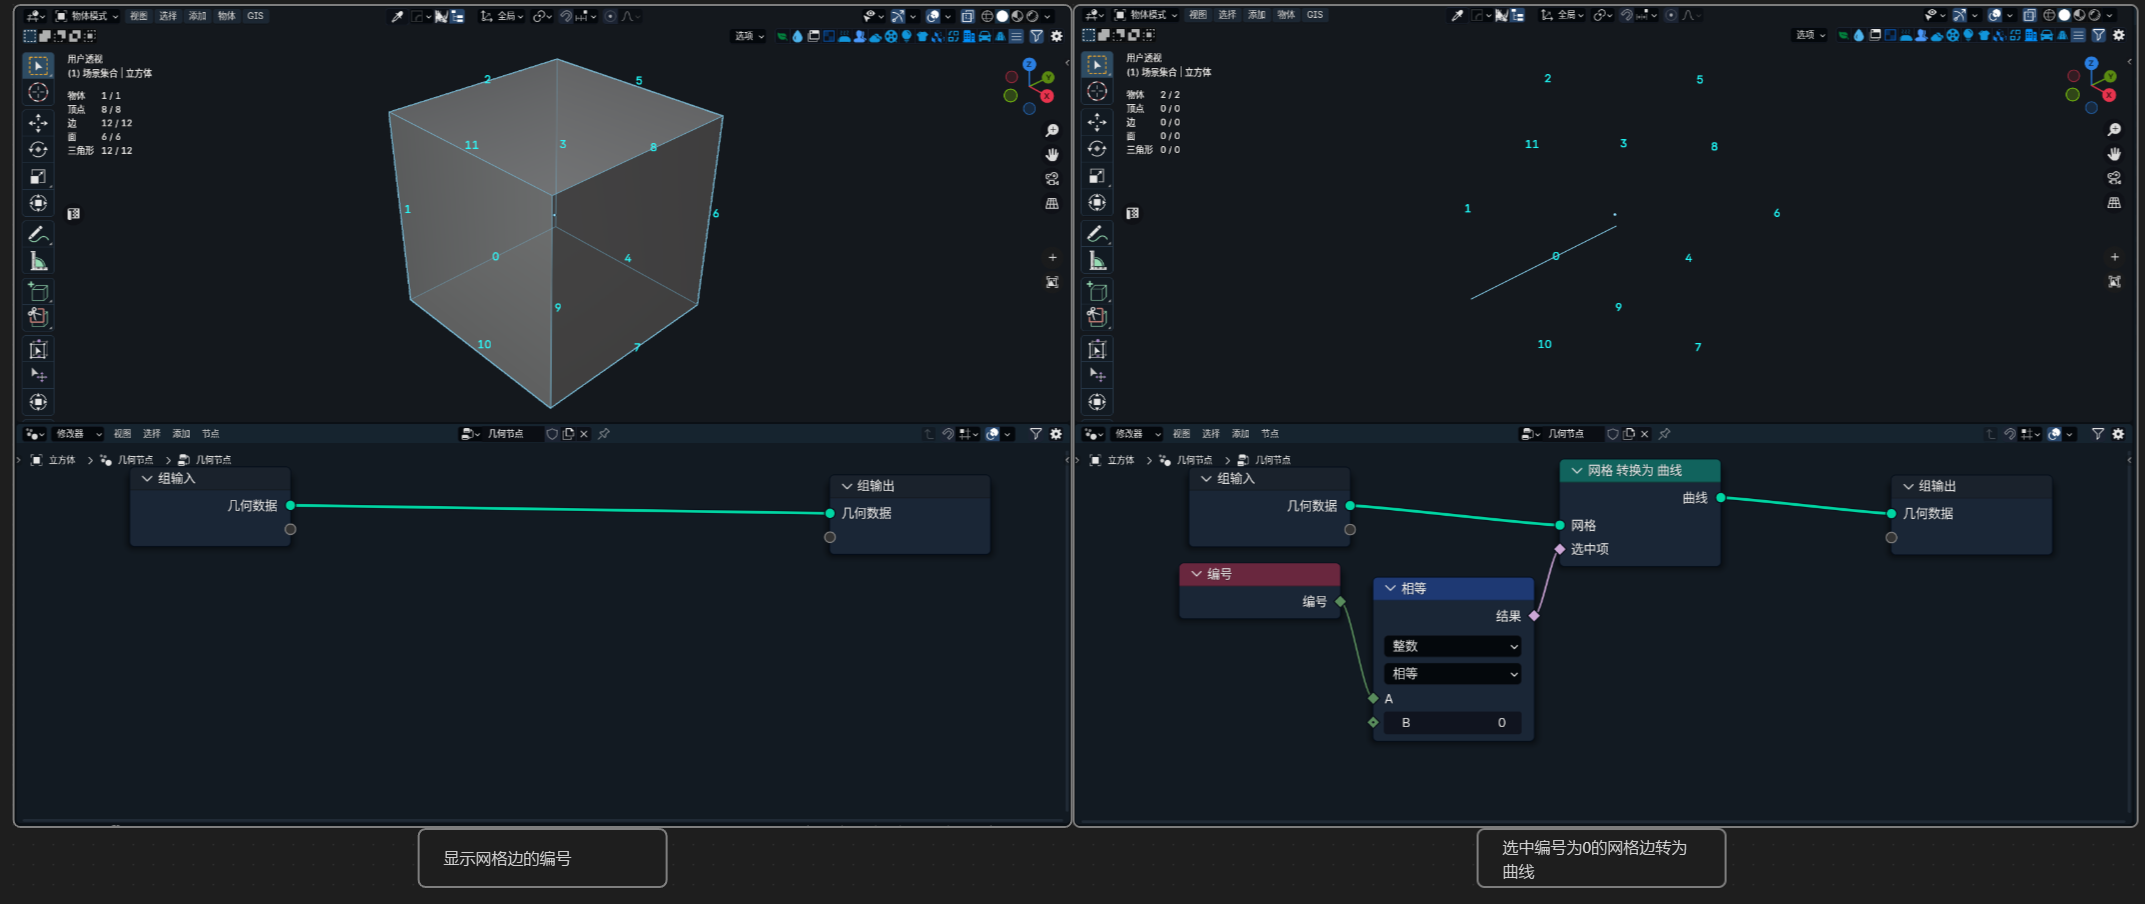 物体模式 视图 选择 添加 物体 GIS 全局
选项
用户透视
(1) 场景集合 | 立方体
物体 1 / 1
顶点 8 / 8
边 12 / 12
面 6 / 6
三角形 12 / 12
Z
Y
X
2
5
11
3
8
1
6
0
4
9
10
7
修改器 视图 选择 添加 节点 几何节点
立方体 > 几何节点 > 几何节点
组输入
几何数据
组输出
几何数据
显示网格边的编号
物体模式 视图 选择 添加 物体 GIS 全局
选项
用户透视
(1) 场景集合 | 立方体
物体 2 / 2
顶点 0 / 0
边 0 / 0
面 0 / 0
三角形 0 / 0
Z
Y
X
2
5
11
3
8
1
6
0
4
9
10
7
修改器 视图 选择 添加 节点 几何节点
立方体 > 几何节点 > 几何节点
组输入
几何数据
网格 转换为 曲线
曲线
网格
选中项
组输出
几何数据
编号
编号
相等
结果
整数
相等
A
B 0
选中编号为0的网格边转为
曲线